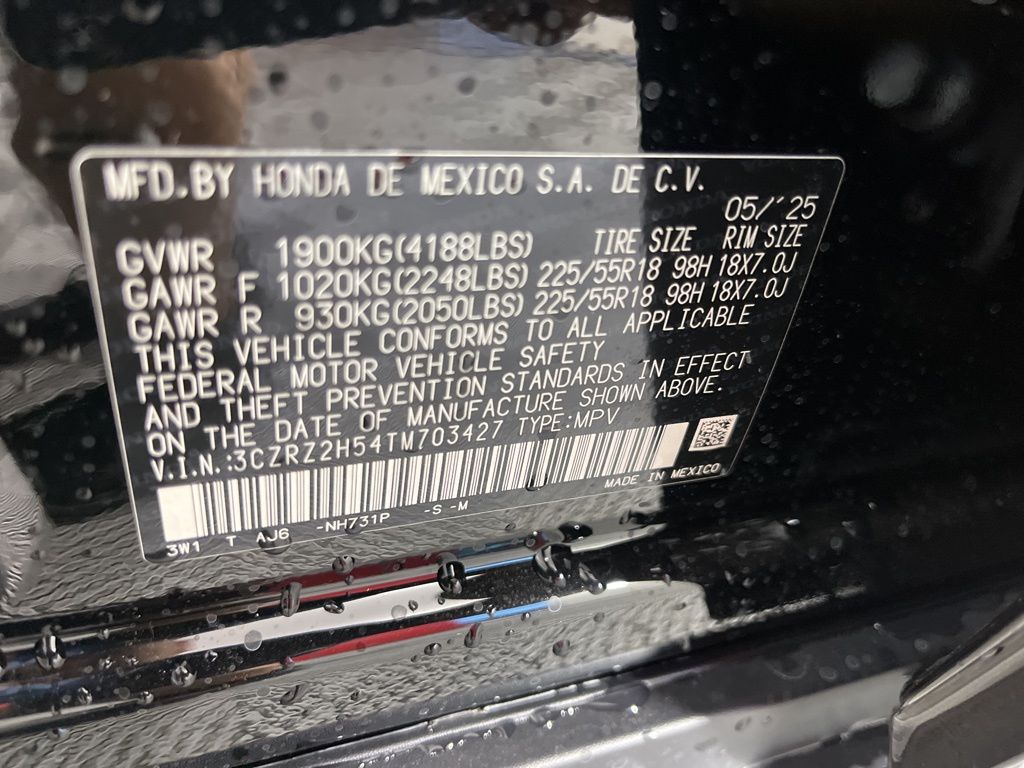 MFD.BY HONDA DE MEXICO S.A. DE C.V.
05/'25
TIRE SIZE RIM SIZE
GVWR 1900KG(4188LBS)
GAWR F 1020KG(2248LBS) 225/55R18 98H 18X7.0J
GAWR R 930KG(2050LBS) 225/55R18 98H 18X7.0J
THIS VEHICLE CONFORMS TO ALL APPLICABLE
FEDERAL MOTOR VEHICLE SAFETY
AND THEFT PREVENTION STANDARDS IN EFFECT
ON THE DATE OF MANUFACTURE SHOWN ABOVE.
V.I.N.:3CZRZ2H54TM703427 TYPE:MPV
MADE IN MEXICO
3W1 T AJ6 -NH731P -S -M